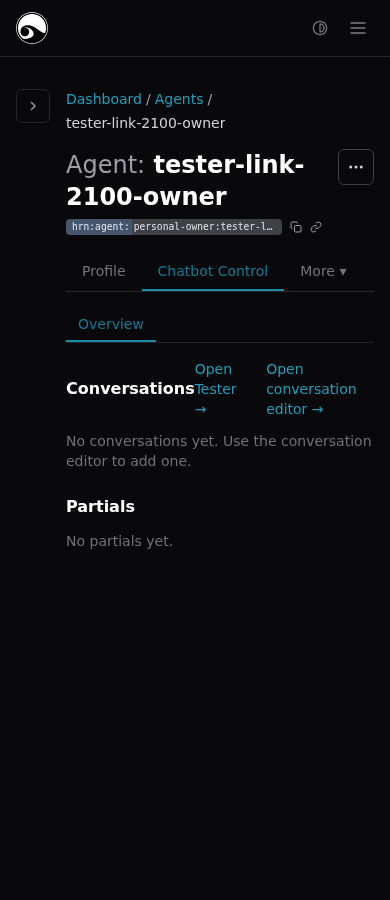 Dashboard / Agents /
tester-link-2100-owner
Agent: tester-link-
2100-owner
hrn:agent: personal-owner:tester-l…
Profile
Chatbot Control
More ▾
Overview
Conversations
Open
Tester
→
Open
conversation
editor →
No conversations yet. Use the conversation
editor to add one.
Partials
No partials yet.